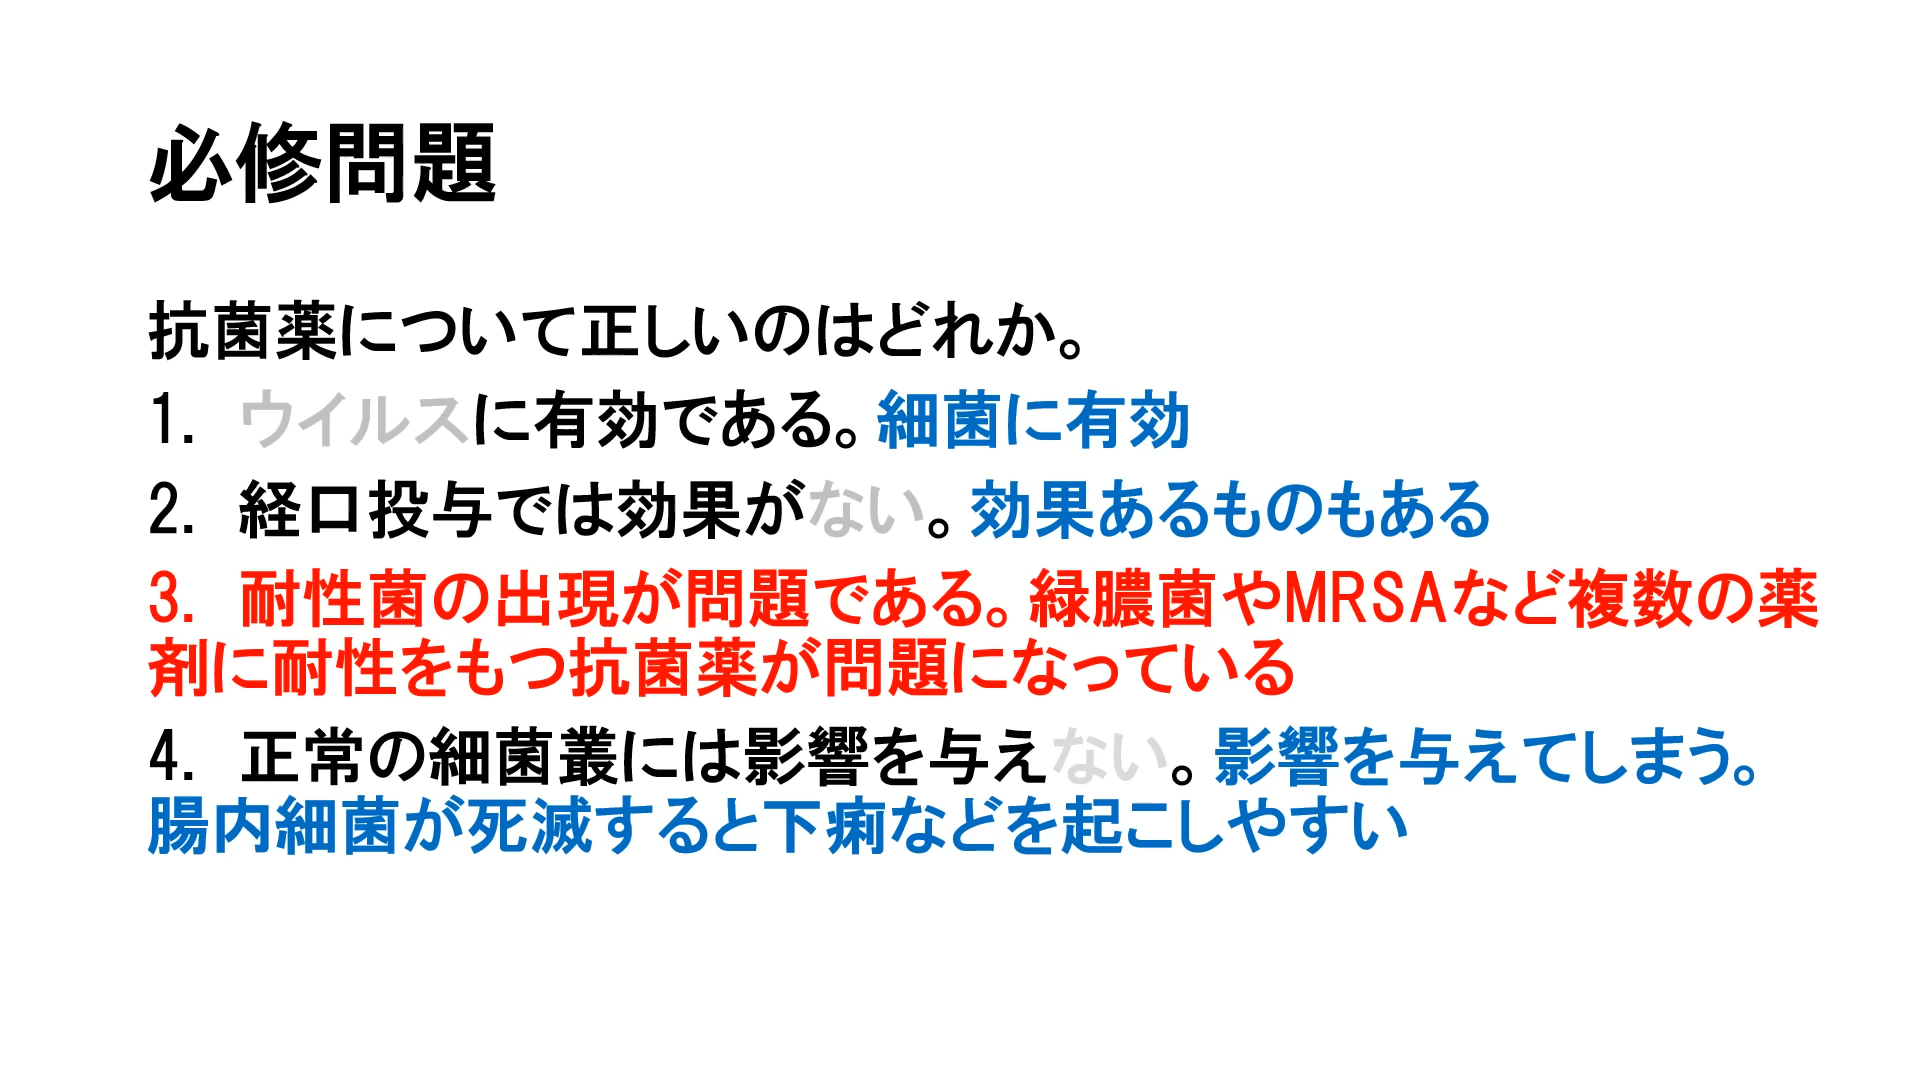 必修問題
抗菌薬について正しいのはどれか。
1. ウイルスに有効である。細菌に有効
2. 経口投与では効果がない。効果あるものもある
3. 耐性菌の出現が問題である。緑膿菌やMRSAなど複数の薬
剤に耐性をもつ抗菌薬が問題になっている
4. 正常の細菌叢には影響を与えない。影響を与えてしまう。
腸内細菌が死滅すると下痢などを起こしやすい